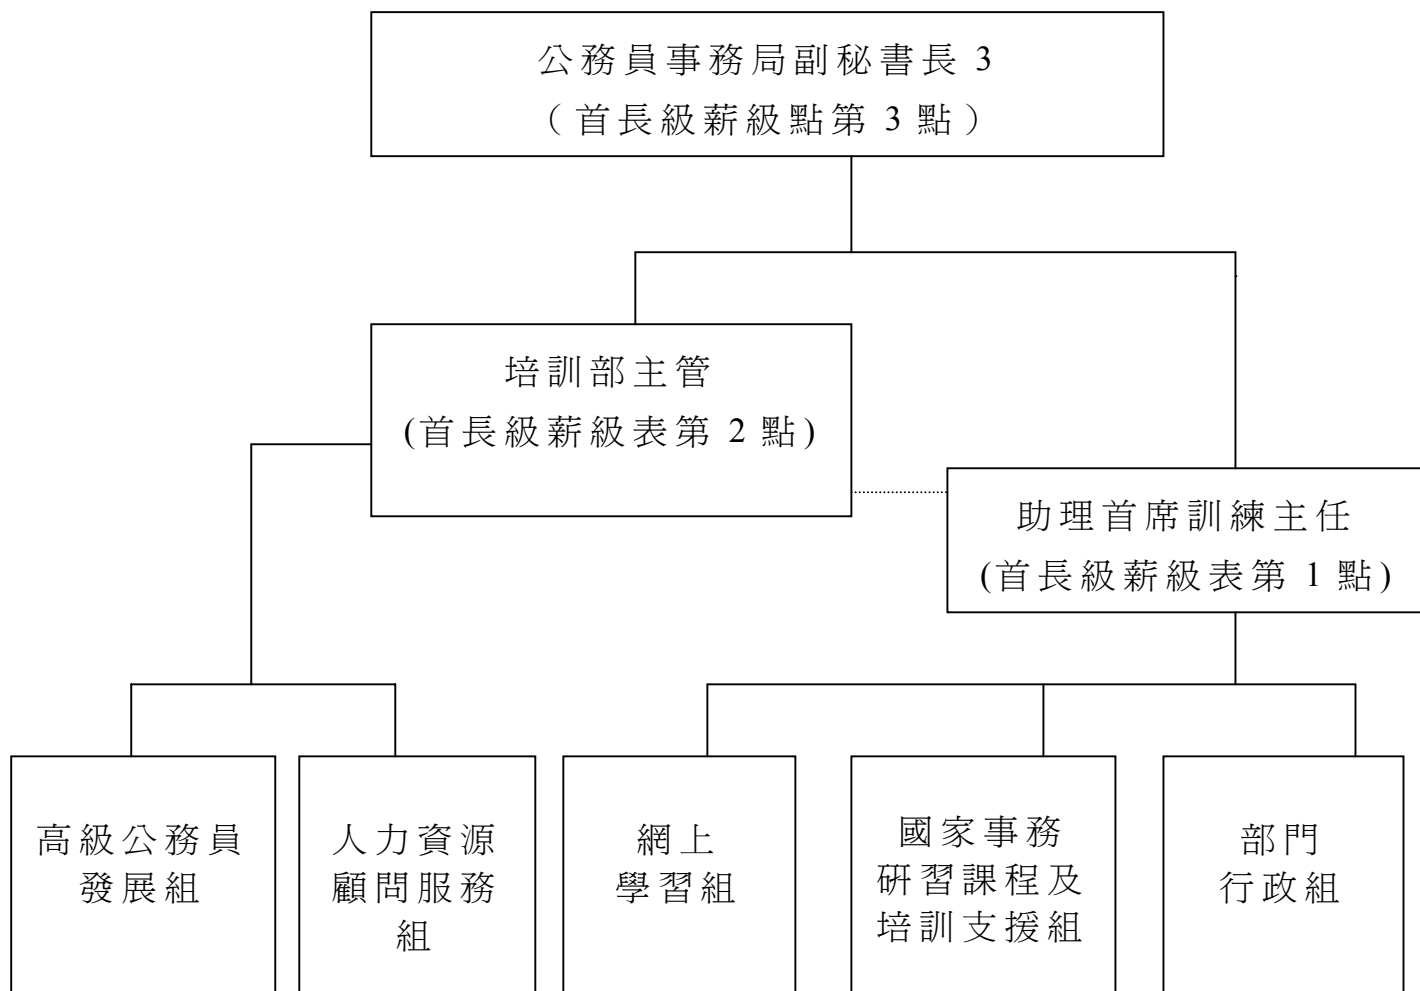 公務員事務局副秘書長 3
（首長級薪級點第 3 點）
培訓部主管
(首長級薪級表第 2 點)
助理首席訓練主任
(首長級薪級表第 1 點)
高級公務員
發展組
人力資源
顧問服務
組
網上
學習組
國家事務
研習課程及
培訓支援組
部門
行政組